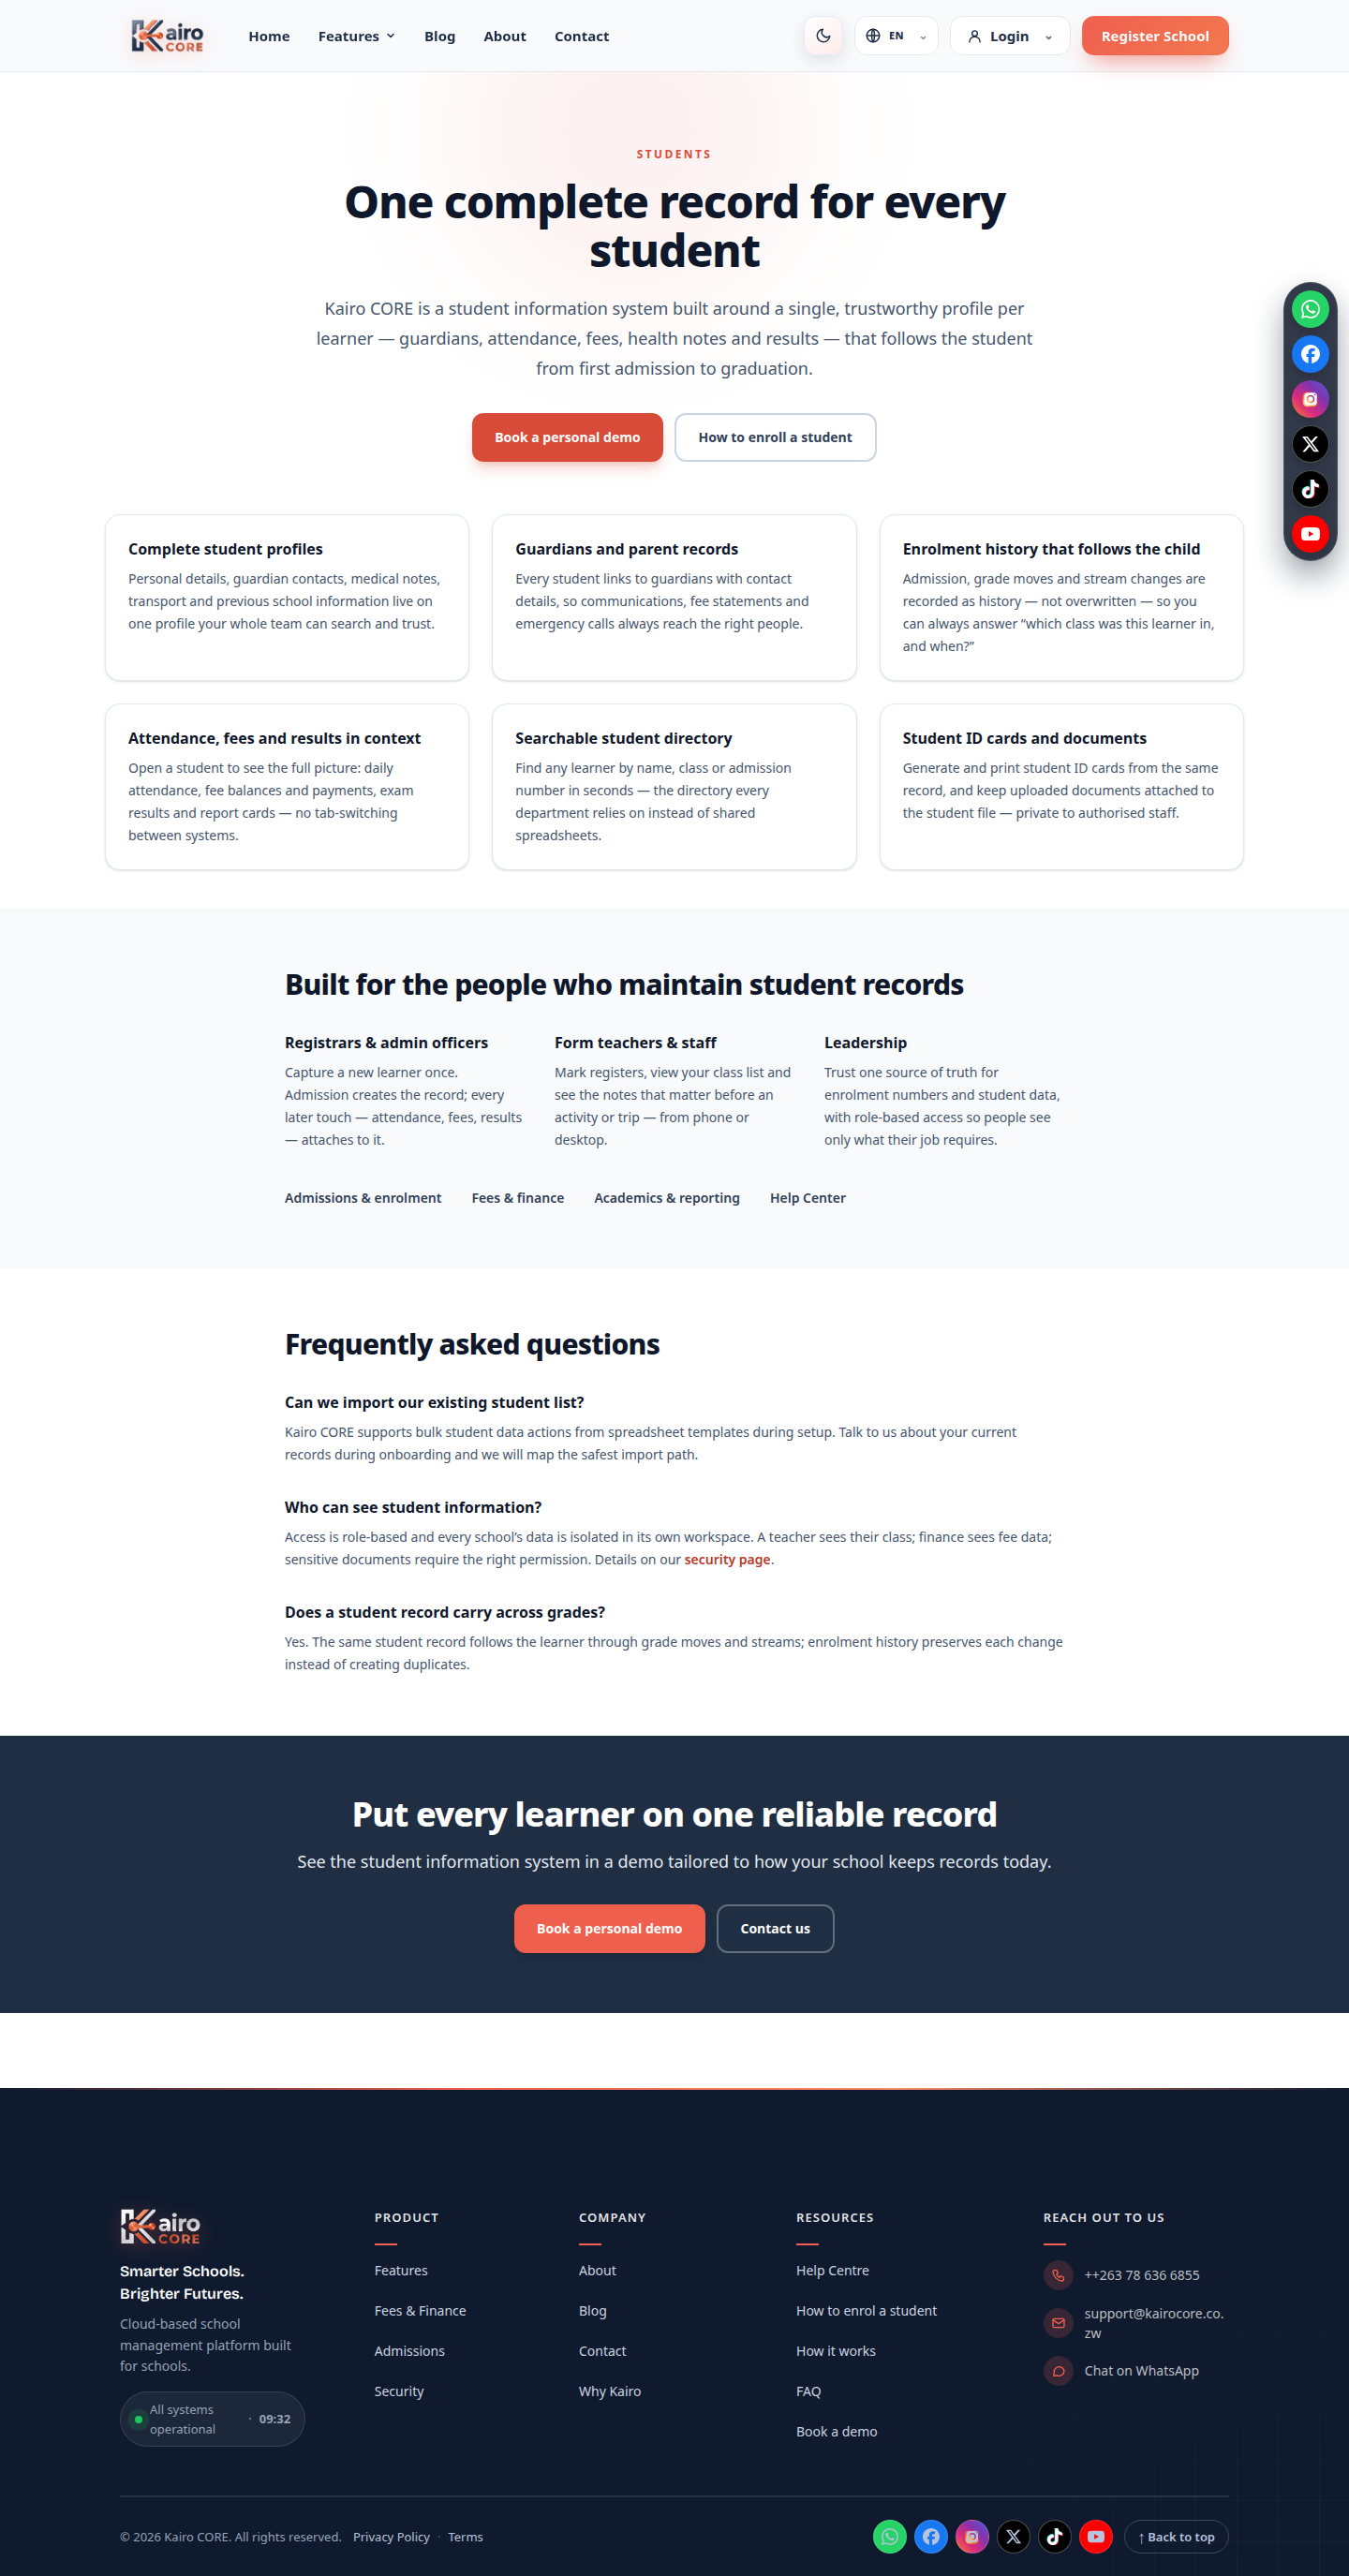 Kairo CORE
Home Features Blog About Contact EN Login Register School
STUDENTS
One complete record for every
student
Kairo CORE is a student information system built around a single, trustworthy profile per
learner — guardians, attendance, fees, health notes and results — that follows the student
from first admission to graduation.
Book a personal demo How to enroll a student
Complete student profiles
Personal details, guardian contacts, medical notes,
transport and previous school information live on
one profile your whole team can search and trust.
Guardians and parent records
Every student links to guardians with contact
details, so communications, fee statements and
emergency calls always reach the right people.
Enrolment history that follows the child
Admission, grade moves and stream changes are
recorded as history — not overwritten — so you
can always answer “which class was this learner in,
and when?”
Attendance, fees and results in context
Open a student to see the full picture: daily
attendance, fee balances and payments, exam
results and report cards — no tab-switching
between systems.
Searchable student directory
Find any learner by name, class or admission
number in seconds — the directory every
department relies on instead of shared
spreadsheets.
Student ID cards and documents
Generate and print student ID cards from the same
record, and keep uploaded documents attached to
the student file — private to authorised staff.
Built for the people who maintain student records
Registrars & admin officers
Capture a new learner once.
Admission creates the record; every
later touch — attendance, fees, results
— attaches to it.
Form teachers & staff
Mark registers, view your class list and
see the notes that matter before an
activity or trip — from phone or
desktop.
Leadership
Trust one source of truth for
enrolment numbers and student data,
with role-based access so people see
only what their job requires.
Admissions & enrolment Fees & finance Academics & reporting Help Center
Frequently asked questions
Can we import our existing student list?
Kairo CORE supports bulk student data actions from spreadsheet templates during setup. Talk to us about your current
records during onboarding and we will map the safest import path.
Who can see student information?
Access is role-based and every school’s data is isolated in its own workspace. A teacher sees their class; finance sees fee data;
sensitive documents require the right permission. Details on our security page.
Does a student record carry across grades?
Yes. The same student record follows the learner through grade moves and streams; enrolment history preserves each change
instead of creating duplicates.
Put every learner on one reliable record
See the student information system in a demo tailored to how your school keeps records today.
Book a personal demo Contact us
Kairo CORE
Smarter Schools.
Brighter Futures.
Cloud-based school
management platform built
for schools.
All systems
operational · 09:32
PRODUCT
Features
Fees & Finance
Admissions
Security
COMPANY
About
Blog
Contact
Why Kairo
RESOURCES
Help Centre
How to enrol a student
How it works
FAQ
Book a demo
REACH OUT TO US
++263 78 636 6855
support@kairocore.co.
zw
Chat on WhatsApp
© 2026 Kairo CORE. All rights reserved. Privacy Policy · Terms
↑ Back to top